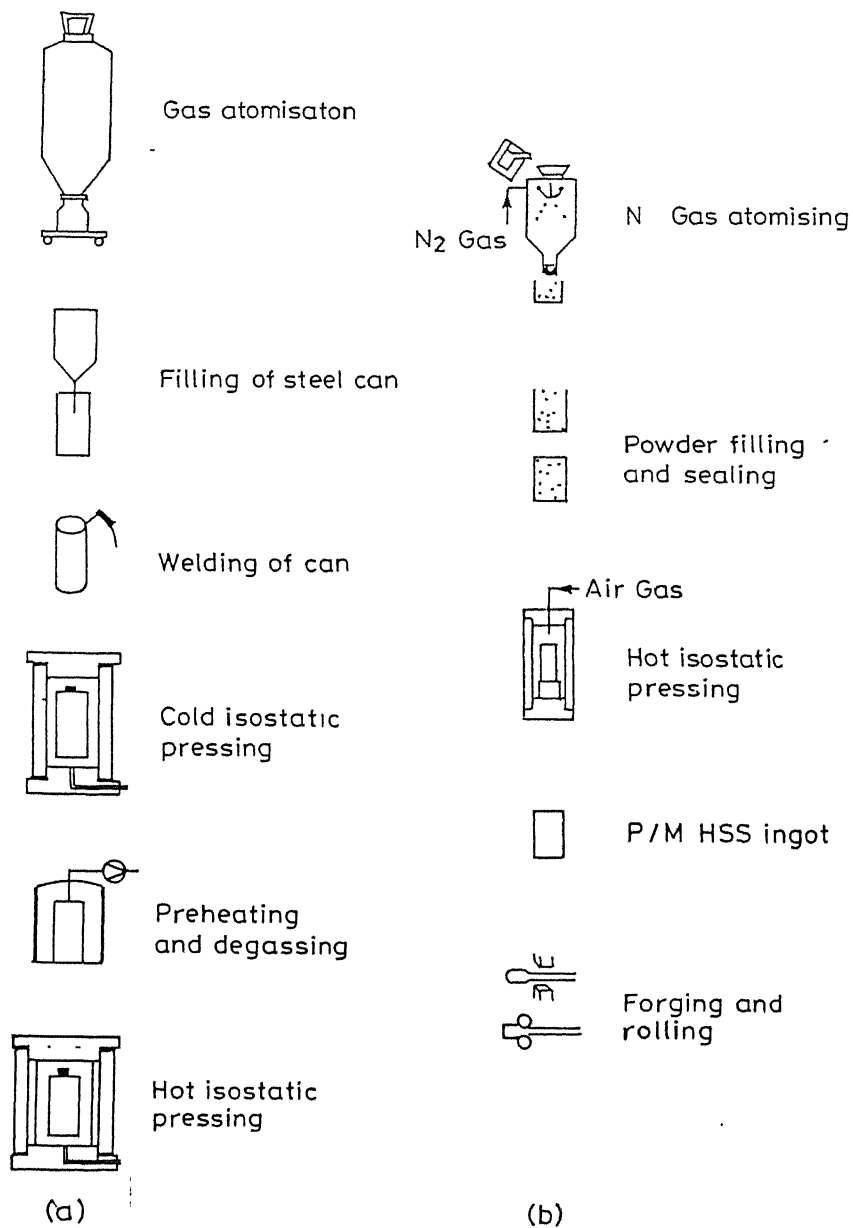 Gas atomisaton
Filling of steel can
Welding of can
Cold isostatic
pressing
Preheating
and degassing
Hot isostatic
pressing
(a)
N2 Gas
N Gas atomising
Powder filling
and sealing
Air Gas
Hot isostatic
pressing
P/M HSS ingot
Forging and
rolling
(b)